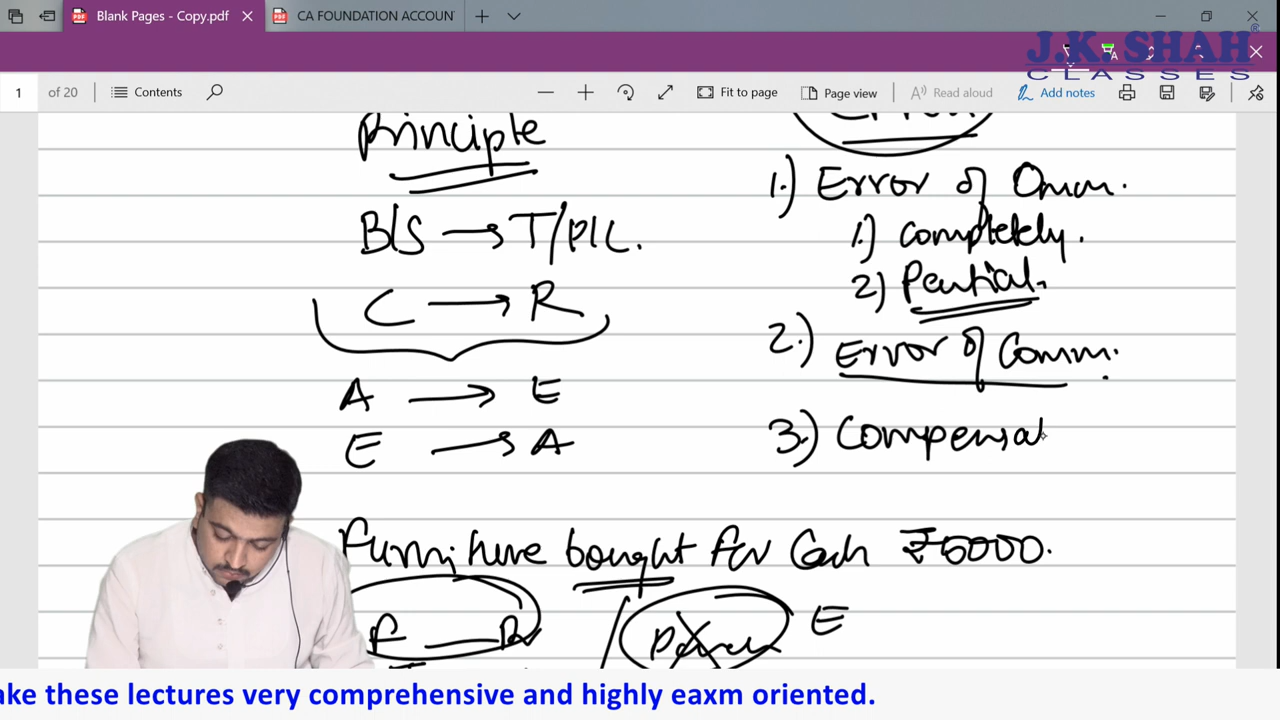 Blank Pages - Copy.pdf
CA FOUNDATION ACCOUN
J.K. SHAH®
CLASSES
1 of 20
Contents
Fit to page
Page view
Read aloud
Add notes
Principle
B/S → T/P/L.
C → R
A → E
E → A
1.) Error of Omm.
1.) Completely.
2) Partial.
2.) Error of Comm.
3.) Compensat
Furniture bought for Cash ₹5000.
E
ake these lectures very comprehensive and highly eaxm oriented.